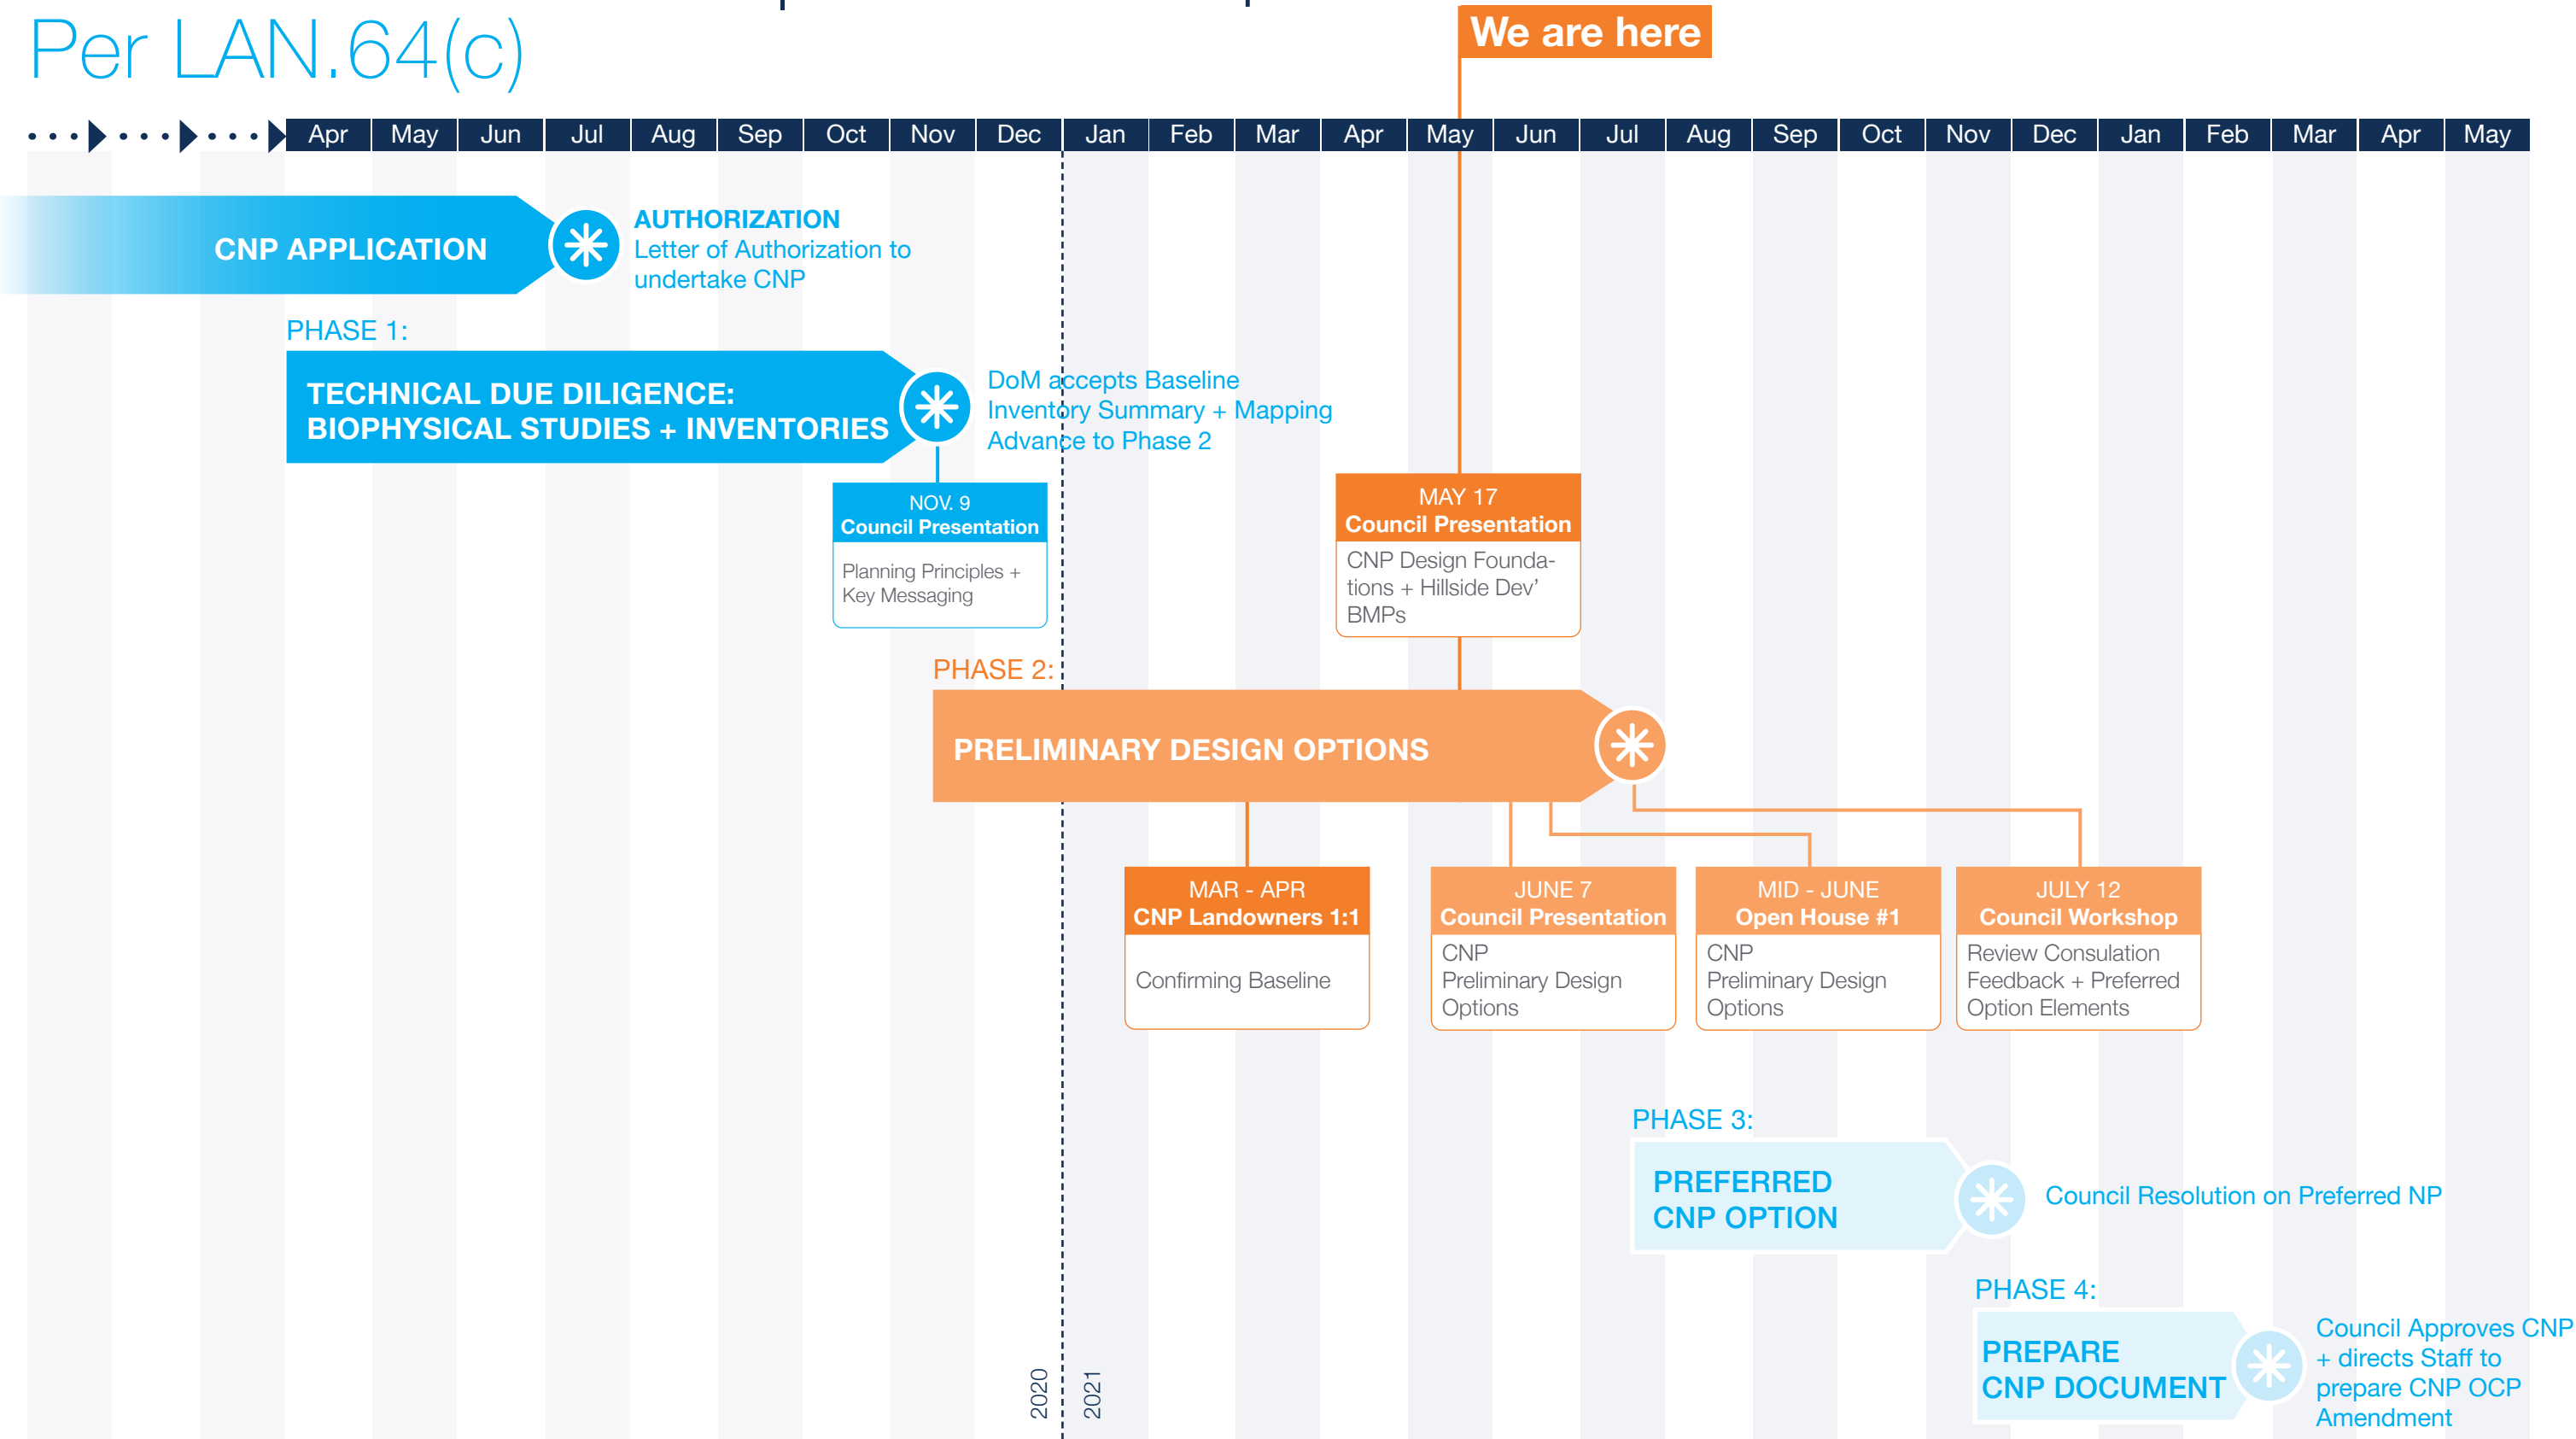 Per LAN.64(c)
We are here
Apr May Jun Jul Aug Sep Oct Nov Dec Jan Feb Mar Apr May Jun Jul Aug Sep Oct Nov Dec Jan Feb Mar Apr May
CNP APPLICATION
AUTHORIZATION
Letter of Authorization to
undertake CNP
PHASE 1:
TECHNICAL DUE DILIGENCE:
BIOPHYSICAL STUDIES + INVENTORIES
DoM accepts Baseline
Inventory Summary + Mapping
Advance to Phase 2
NOV. 9
Council Presentation
Planning Principles +
Key Messaging
MAY 17
Council Presentation
CNP Design Founda-
tions + Hillside Dev'
BMPs
PHASE 2:
PRELIMINARY DESIGN OPTIONS
MAR - APR
CNP Landowners 1:1
Confirming Baseline
JUNE 7
Council Presentation
CNP
Preliminary Design
Options
MID - JUNE
Open House #1
CNP
Preliminary Design
Options
JULY 12
Council Workshop
Review Consulation
Feedback + Preferred
Option Elements
PHASE 3:
PREFERRED
CNP OPTION
Council Resolution on Preferred NP
PHASE 4:
PREPARE
CNP DOCUMENT
Council Approves CNP
+ directs Staff to
prepare CNP OCP
Amendment
2020
2021